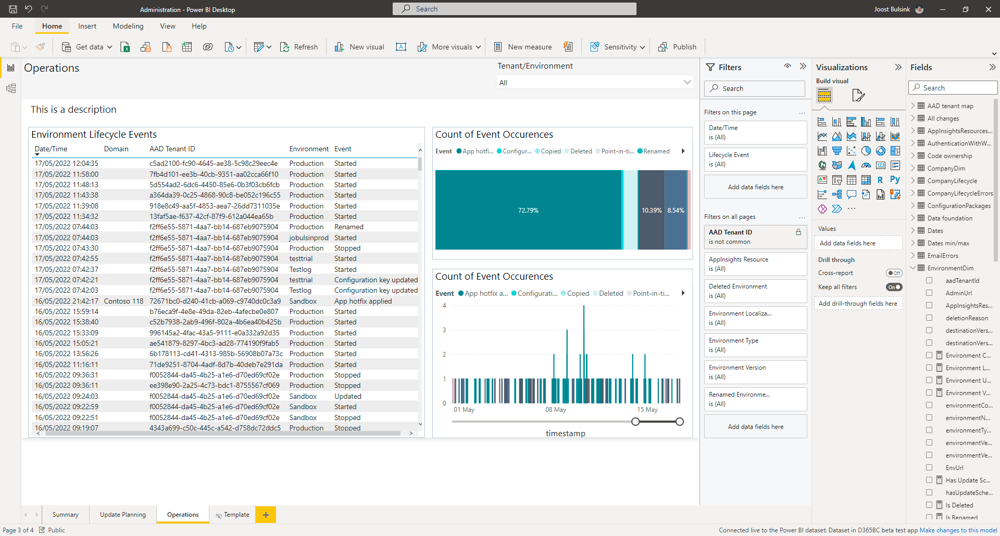 Administration - Power BI Desktop
Search
Joost Bulsink
File
Home
Insert
Modeling
View
Help
Get data
Refresh
New visual
More visuals
New measure
Sensitivity
Publish
Operations
Tenant/Environment
All
This is a description
Environment Lifecycle Events
Date/Time Domain AAD Tenant ID Environment Event
17/05/2022 12:04:35 c5ad2100-fc90-4645-ae38-5c98c29eec4e Production Started
17/05/2022 11:58:00 7fb4d101-ee3b-40cb-9351-aa02cca66f10 Production Started
17/05/2022 11:48:13 5d554ad2-6dc6-4450-85e6-0b3f03cb6fcb Production Started
17/05/2022 11:43:38 a364da39-0c25-4868-90c8-be052c196c55 Production Started
17/05/2022 11:39:08 918e8c49-aa5f-4853-aea7-26dd7311035e Production Started
17/05/2022 11:34:32 13faf5ae-f637-42cf-87f9-612a044ea65b Production Started
17/05/2022 07:44:03 f2ff6e55-5871-4aa7-bb14-687eb9075904 Production Renamed
17/05/2022 07:44:03 f2ff6e55-5871-4aa7-bb14-687eb9075904 jobulsinprod Started
17/05/2022 07:43:30 f2ff6e55-5871-4aa7-bb14-687eb9075904 Production Stopped
17/05/2022 07:42:55 f2ff6e55-5871-4aa7-bb14-687eb9075904 testtrial Started
17/05/2022 07:42:37 f2ff6e55-5871-4aa7-bb14-687eb9075904 Testlog Started
17/05/2022 07:42:21 f2ff6e55-5871-4aa7-bb14-687eb9075904 testtrial Configuration key updated
17/05/2022 07:42:03 f2ff6e55-5871-4aa7-bb14-687eb9075904 Testlog Configuration key updated
16/05/2022 21:42:17 Contoso 118 72671bc0-d240-41cb-a069-c9740dc0c3a9 Sandbox App hotfix applied
16/05/2022 15:59:14 b76eca9f-4e8e-49da-82eb-4afecbe0e807 Production Started
16/05/2022 15:38:40 c52b7938-2ab9-496f-802a-4b6ea40b425b Production Started
16/05/2022 15:33:09 996145a2-4fac-43a5-9111-e0a332a92d35 Production Started
16/05/2022 15:05:21 ae541879-8297-4bc3-ad28-774190f9fab5 Production Started
16/05/2022 13:56:26 6b178113-cd41-4313-985b-56908b07a73c Production Started
16/05/2022 11:16:11 71de9251-8704-4adf-8d7b-40deb7e291da Production Started
16/05/2022 09:36:31 f0052844-da45-4b25-a1e6-d70ed69cf02e Production Stopped
16/05/2022 09:36:11 ee398e90-2a25-4c73-bdc1-8755567cf069 Production Stopped
16/05/2022 09:24:03 f0052844-da45-4b25-a1e6-d70ed69cf02e Sandbox Updated
16/05/2022 09:22:59 f0052844-da45-4b25-a1e6-d70ed69cf02e Sandbox Started
16/05/2022 09:22:51 f0052844-da45-4b25-a1e6-d70ed69cf02e Sandbox Stopped
16/05/2022 09:19:07 4343a699-c50c-445c-a542-d758dc72ddc5 Production Stopped
Count of Event Occurences
Event App hotfi... Configur... Copied Deleted Point-in-ti... Renamed
72.79% 10.39% 8.54%
Count of Event Occurences
Event App hotfix a... Configurati... Copied Deleted Point-in-ti...
4
3
2
1
0
01 May 08 May 15 May
timestamp
Filters
Search
Filters on this page ...
Date/Time
is (All)
Lifecycle Event
is (All)
Add data fields here
Filters on all pages ...
AAD Tenant ID
is not common
AppInsights Resource
is (All)
Deleted Environment
is (All)
Environment Localiza...
is (All)
Environment Type
is (All)
Environment Version
is (All)
Renamed Environme...
is (All)
Add data fields here
Visualizations
Build visual
123
R Py
...
Values
Add data fields here
Drill through
Cross-report Off
Keep all filters On
Add drill-through fields here
Fields
Search
AAD tenant map
All changes
AppInsightsResources...
AuthenticationWithW...
Code ownership
CompanyDim
CompanyLifecycle
CompanyLifecycleErrors
ConfigurationPackages
Data foundation
Dates
Dates min/max
EmailErrors
EnvironmentDim
aadTenantId
AdminUrl
AppInsightsRes...
deletionReason
destinationVers...
destinationVers...
Environment C...
Environment L...
Environment U...
Environment V...
environmentCo...
environmentN...
environmentTy...
environmentVe...
environmentVe...
EnvUrl
Has Update Sc...
hasUpdateSche...
Is Deleted
Is Renamed
Summary
Update Planning
Operations
Template
+
Page 3 of 4
Public
Connected live to the Power BI dataset: Dataset in D365BC beta test app Make changes to this model